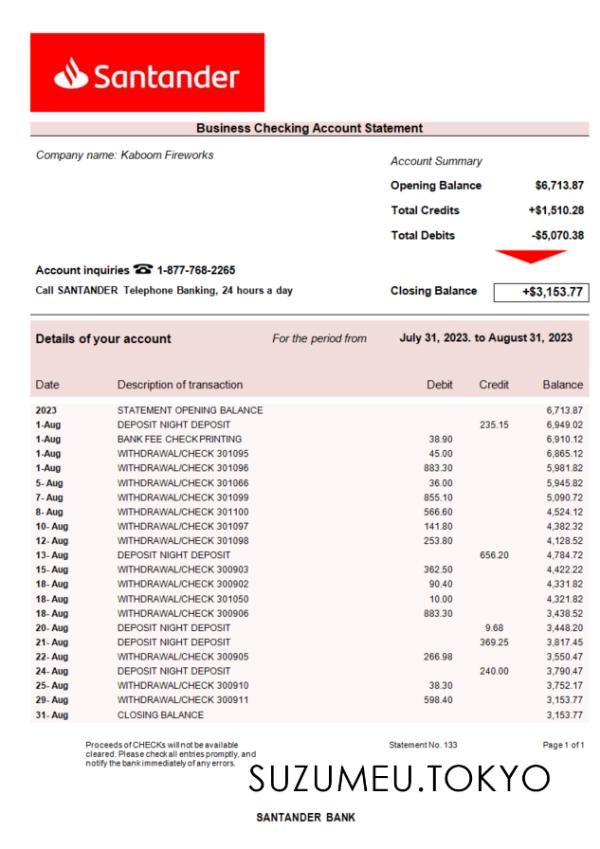 Santander
Business Checking Account Statement
Company name: Kaboom Fireworks
Account Summary
Opening Balance $6,713.87
Total Credits +$1,510.28
Total Debits -$5,070.38
Account inquiries ☎ 1-877-768-2265
Call SANTANDER Telephone Banking, 24 hours a day
Closing Balance +$3,153.77
Details of your account For the period from July 31, 2023. to August 31, 2023
Date Description of transaction Debit Credit Balance
2023 STATEMENT OPENING BALANCE 6,713.87
1-Aug DEPOSIT NIGHT DEPOSIT 235.15 6,949.02
1-Aug BANK FEE CHECK PRINTING 38.90 6,910.12
1-Aug WITHDRAWAL/CHECK 301095 45.00 6,865.12
1-Aug WITHDRAWAL/CHECK 301096 883.30 5,981.82
5- Aug WITHDRAWAL/CHECK 301066 36.00 5,945.82
7- Aug WITHDRAWAL/CHECK 301099 855.10 5,090.72
8- Aug WITHDRAWAL/CHECK 301100 566.60 4,524.12
10- Aug WITHDRAWAL/CHECK 301097 141.80 4,382.32
12- Aug WITHDRAWAL/CHECK 301098 253.80 4,128.52
13- Aug DEPOSIT NIGHT DEPOSIT 656.20 4,784.72
15- Aug WITHDRAWAL/CHECK 300903 362.50 4,422.22
18- Aug WITHDRAWAL/CHECK 300902 90.40 4,331.82
18- Aug WITHDRAWAL/CHECK 301050 10.00 4,321.82
18- Aug WITHDRAWAL/CHECK 300906 883.30 3,438.52
20- Aug DEPOSIT NIGHT DEPOSIT 9.68 3,448.20
21- Aug DEPOSIT NIGHT DEPOSIT 369.25 3,817.45
22- Aug WITHDRAWAL/CHECK 300905 266.98 3,550.47
24- Aug DEPOSIT NIGHT DEPOSIT 240.00 3,790.47
25- Aug WITHDRAWAL/CHECK 300910 38.30 3,752.17
29- Aug WITHDRAWAL/CHECK 300911 598.40 3,153.77
31- Aug CLOSING BALANCE 3,153.77
Proceeds of CHECKs will not be available
cleared. Please check all entries promptly, and
notify the bank immediately of any errors.
Statement No. 133 Page 1 of 1
SUZUMEU.TOKYO
SANTANDER BANK